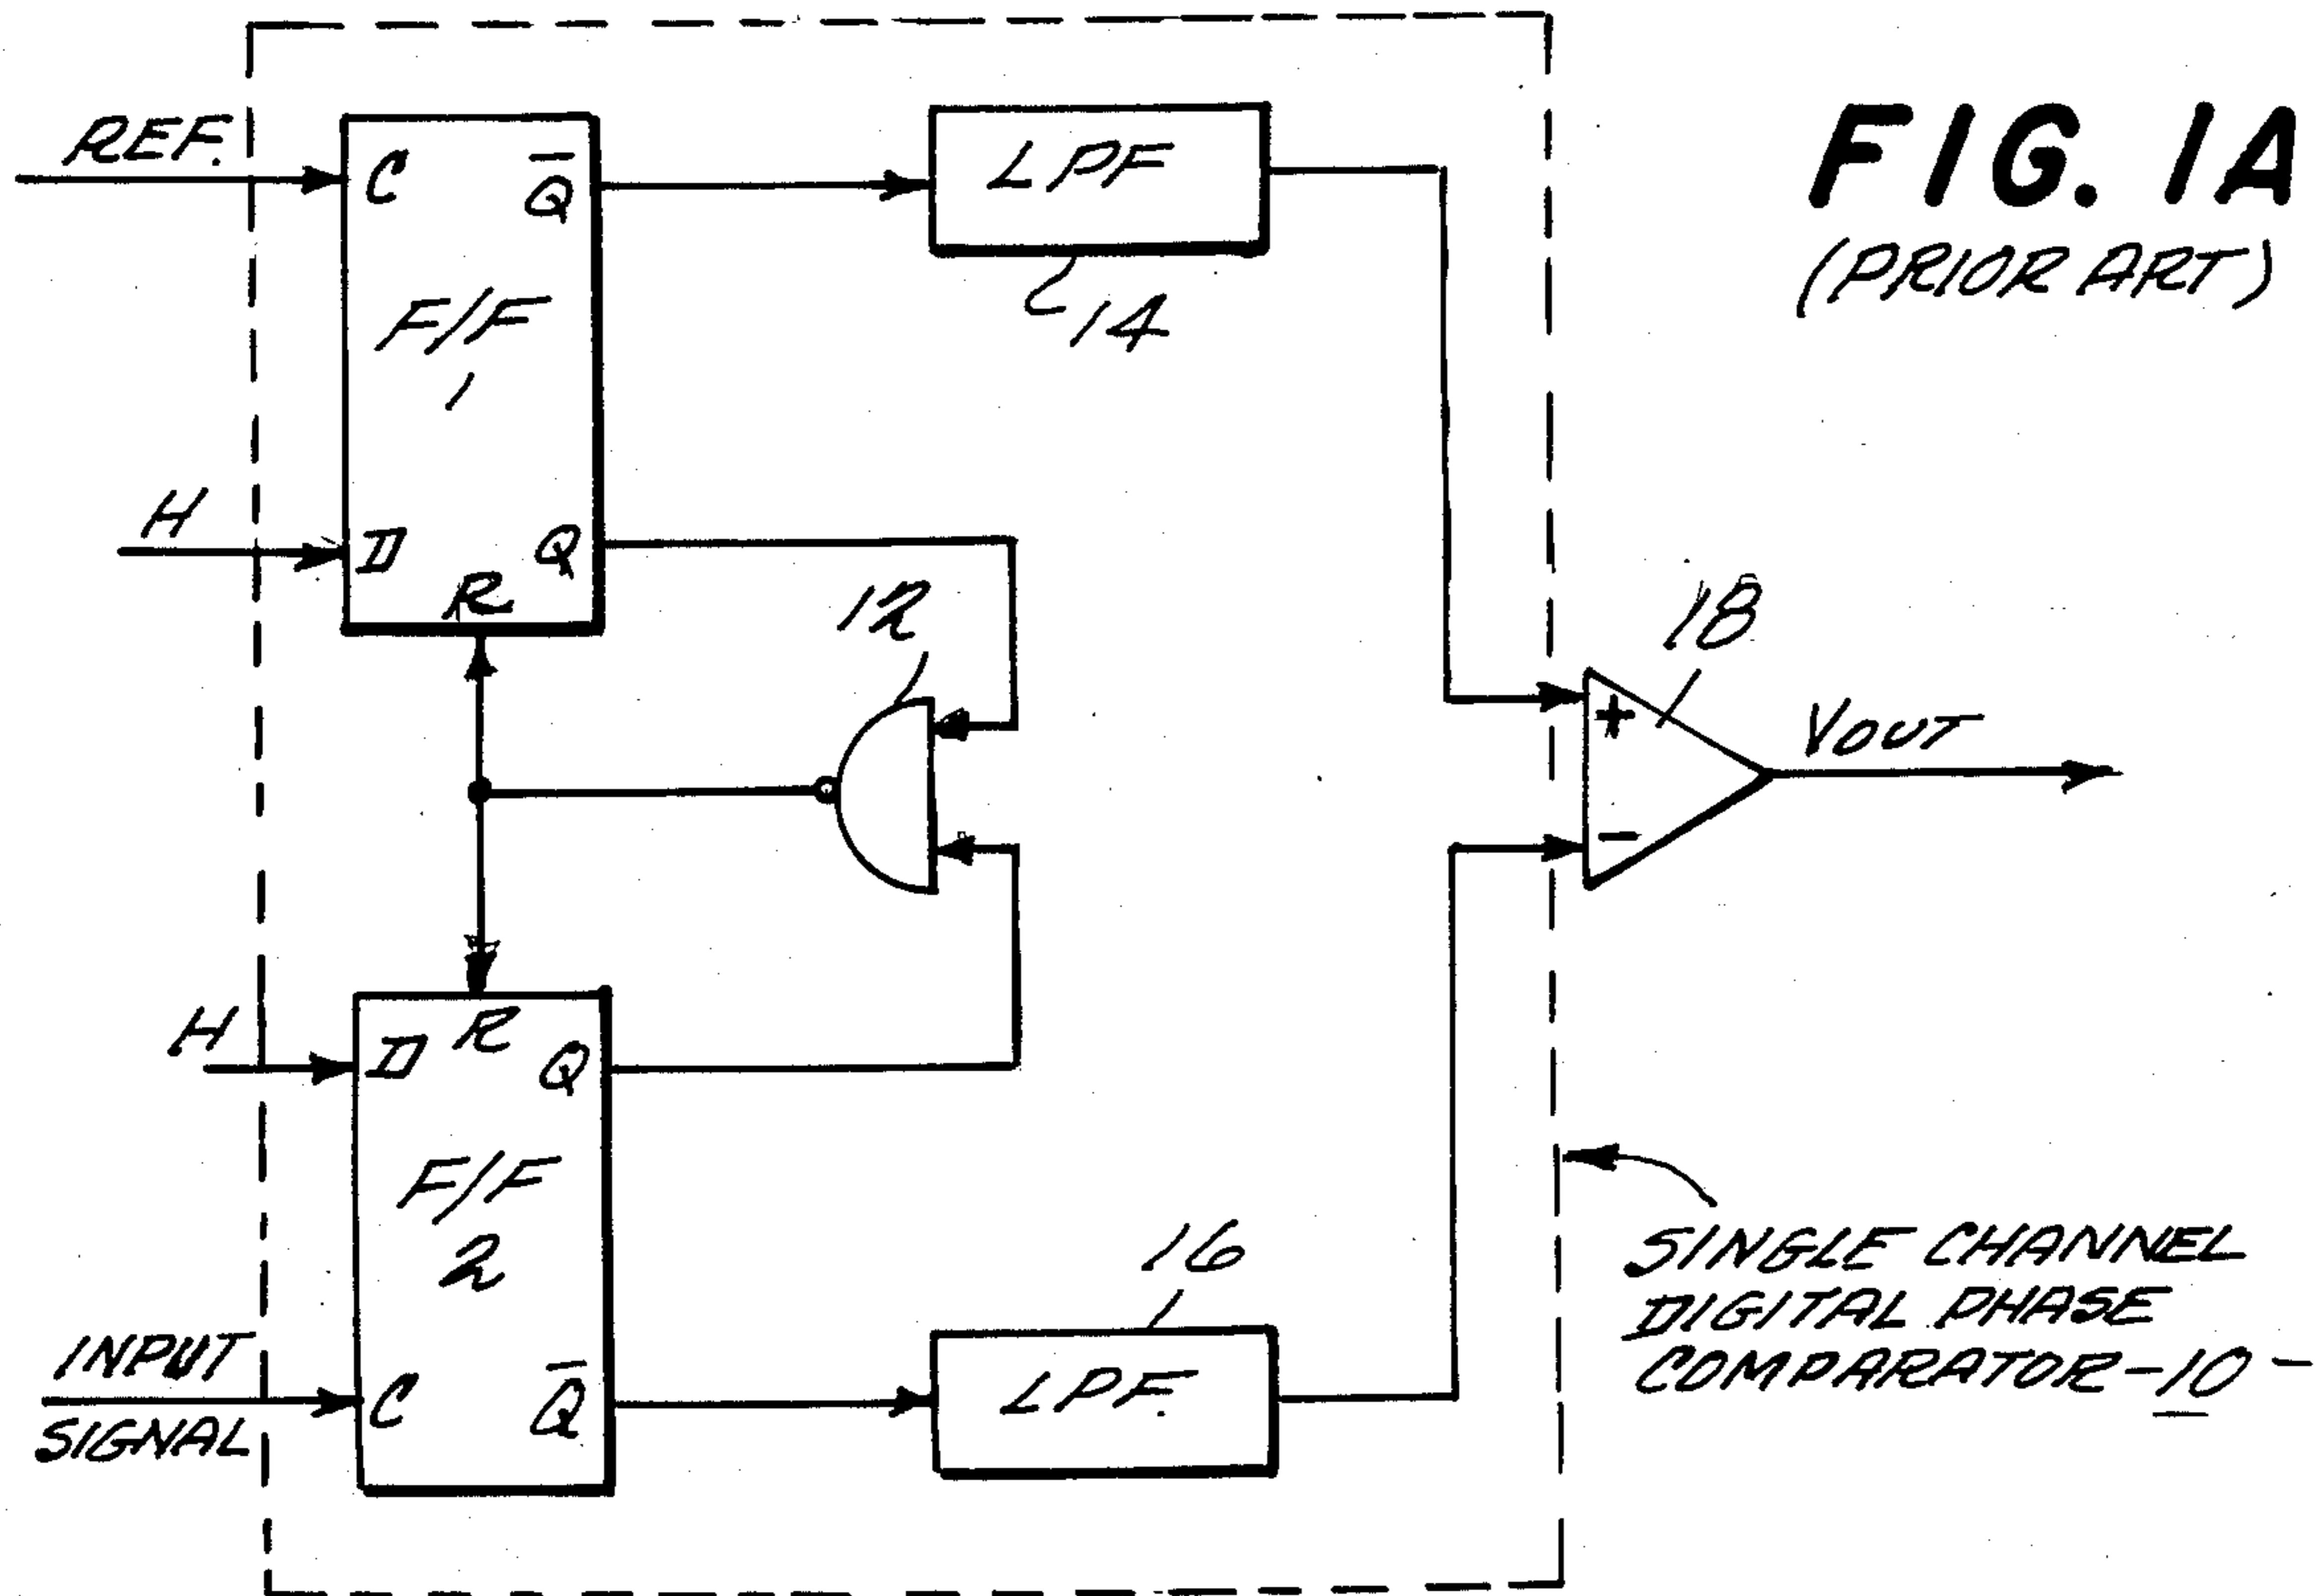 FIG. 1A
(PRIOR ART)
REF.
C
Q̅
LPF
14
F/F
1
H
D
Q
R
12
18
+
-
VOUT
H
D
R
Q
F/F
2
16
INPUT
SIGNAL
C
Q̅
LPF.
SINGLE CHANNEL
DIGITAL PHASE
COMPARATOR-10-